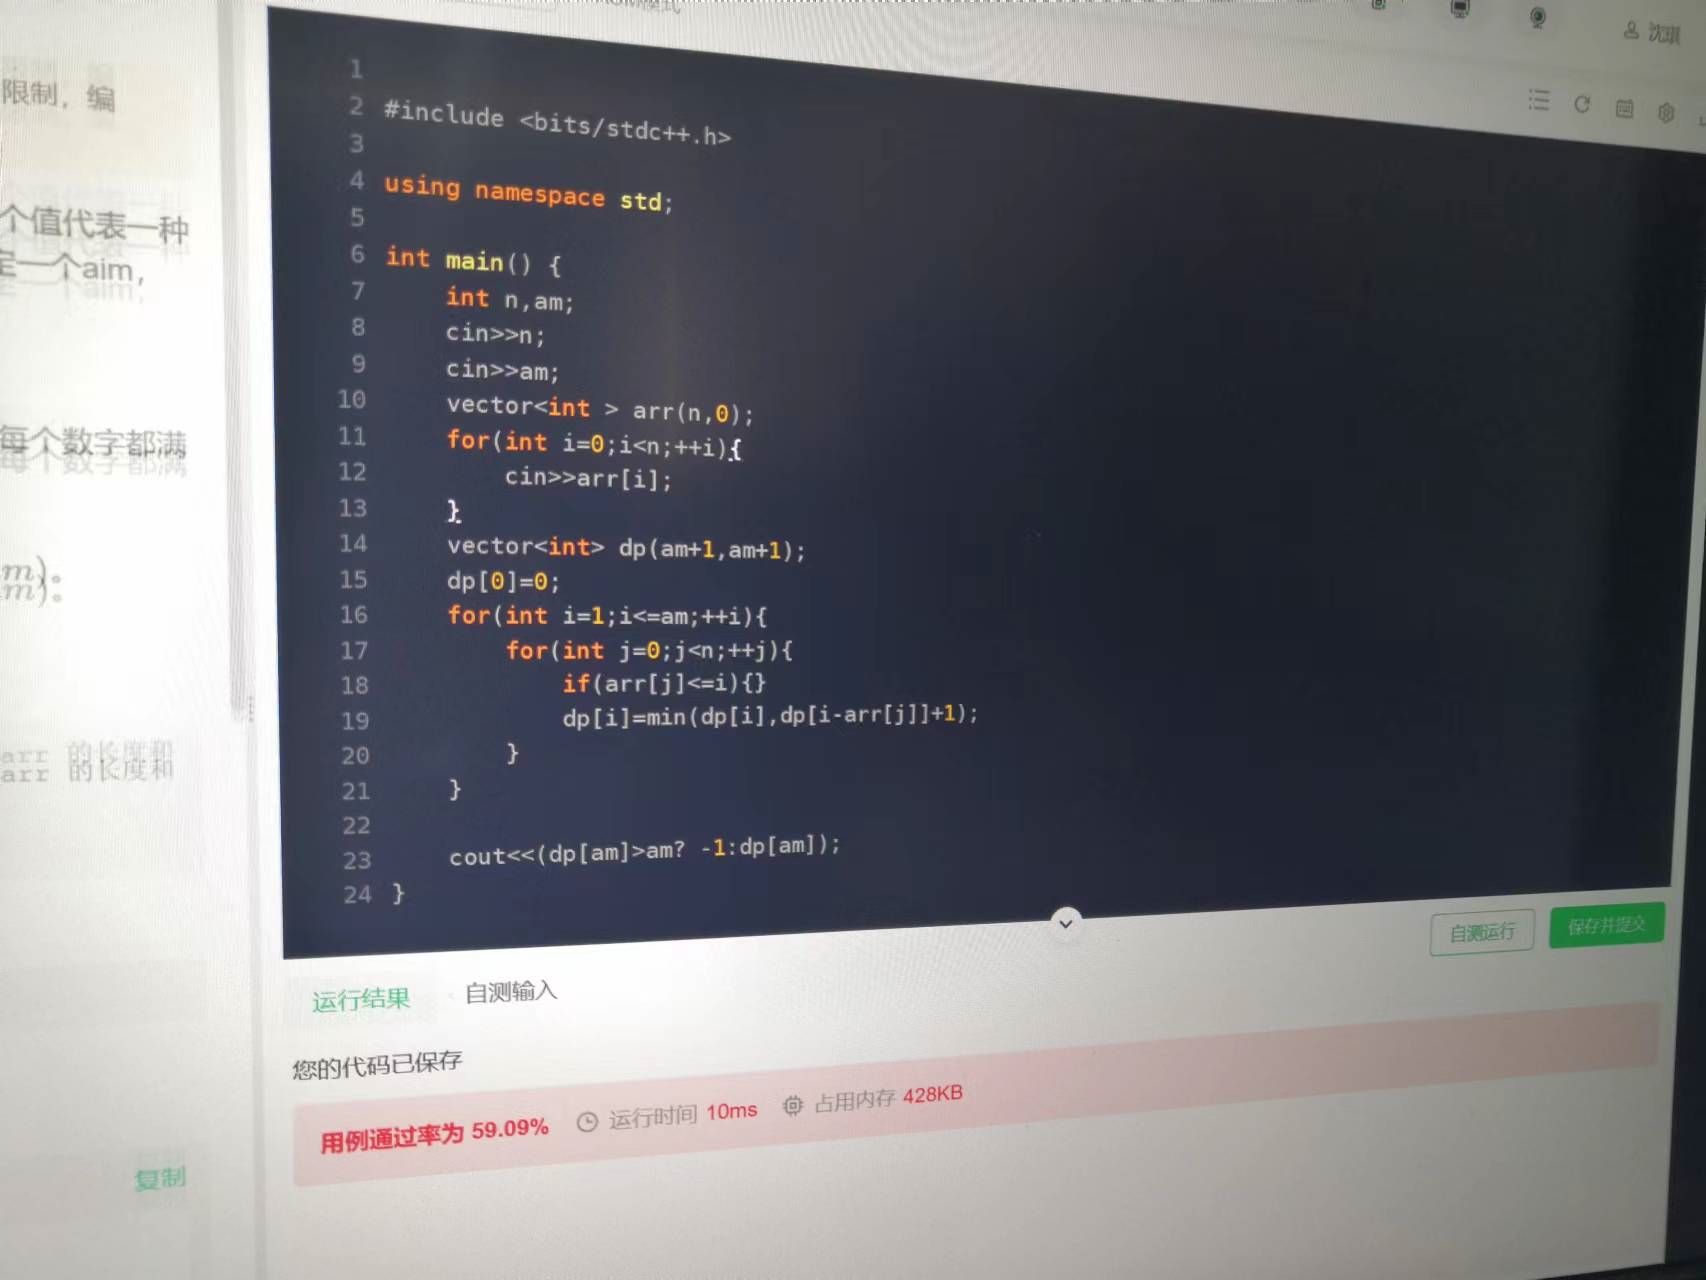 沈琪
限制，编
个值代表一种
一个aim，
每个数字都满
m):
arr 的长度和
复制
1
2 #include <bits/stdc++.h>
3
4 using namespace std;
5
6 int main() {
7 int n,am;
8 cin>>n;
9 cin>>am;
10 vector<int > arr(n,0);
11 for(int i=0;i<n;++i){
12 cin>>arr[i];
13 }
14 vector<int> dp(am+1,am+1);
15 dp[0]=0;
16 for(int i=1;i<=am;++i){
17 for(int j=0;j<n;++j){
18 if(arr[j]<=i){}
19 dp[i]=min(dp[i],dp[i-arr[j]]+1);
20 }
21 }
22
23 cout<<(dp[am]>am? -1:dp[am]);
24 }
自测运行 保存并提交
运行结果 自测输入
您的代码已保存
用例通过率为 59.09% 运行时间 10ms 占用内存 428KB